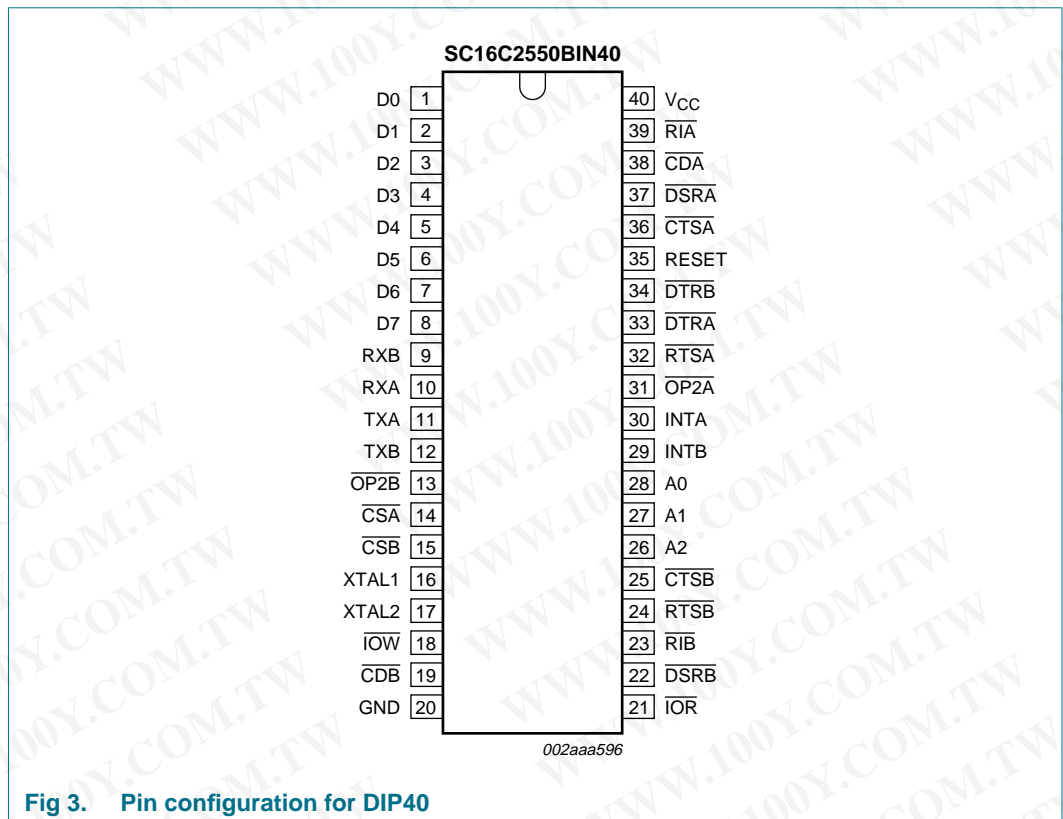 SC16C2550BIN40
D0 1
D1 2
D2 3
D3 4
D4 5
D5 6
D6 7
D7 8
RXB 9
RXA 10
TXA 11
TXB 12
OP2B 13
CSA 14
CSB 15
XTAL1 16
XTAL2 17
IOW 18
CDB 19
GND 20
40 VCC
39 RIA
38 CDA
37 DSRA
36 CTSA
35 RESET
34 DTRB
33 DTRA
32 RTSA
31 OP2A
30 INTA
29 INTB
28 A0
27 A1
26 A2
25 CTSB
24 RTSB
23 RIB
22 DSRB
21 IOR
002aaa596
Fig 3. Pin configuration for DIP40
WWW.100Y.COM.TW